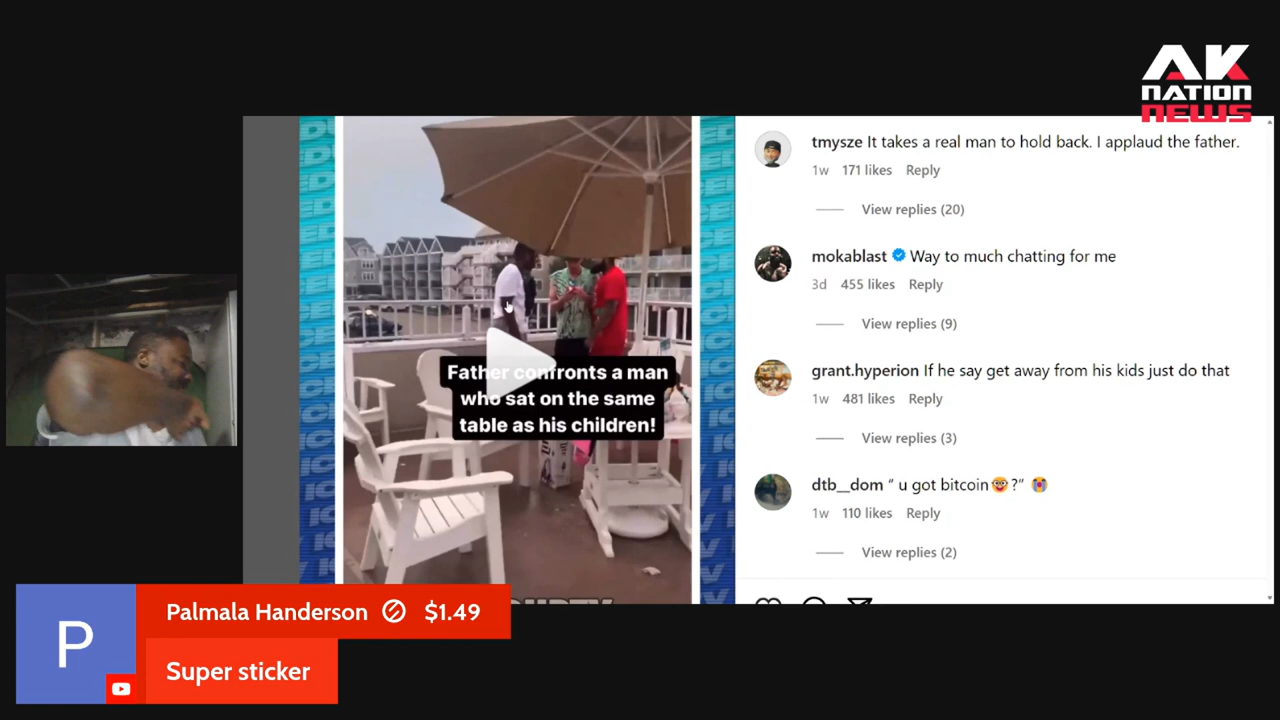 AK
NATION
NEWS
Father confronts a man
who sat on the same
table as his children!
tmysze It takes a real man to hold back. I applaud the father.
1w 171 likes Reply
View replies (20)
mokablast Way to much chatting for me
3d 455 likes Reply
View replies (9)
grant.hyperion If he say get away from his kids just do that
1w 481 likes Reply
View replies (3)
dtb__dom “ u got bitcoin🤡?” 😭
1w 110 likes Reply
View replies (2)
P
Palmala Handerson $1.49
Super sticker